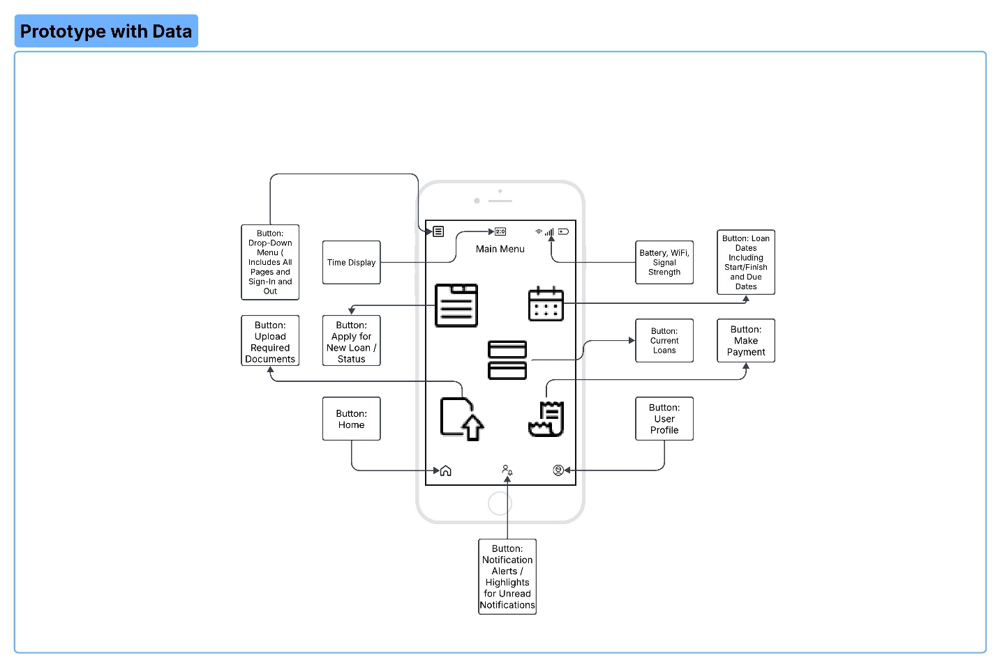 Prototype with Data
Button:
Drop-Down
Menu (
Includes All
Pages and
Sign-In and
Out
Time Display
2:0
Main Menu
Battery, WiFi,
Signal
Strength
Button: Loan
Dates
Including
Start/Finish
and Due
Dates
Button:
Upload
Required
Documents
Button:
Apply for
New Loan /
Status
Button:
Current
Loans
Button:
Make
Payment
Button:
Home
Button:
User
Profile
Button:
Notification
Alerts /
Highlights
for Unread
Notifications